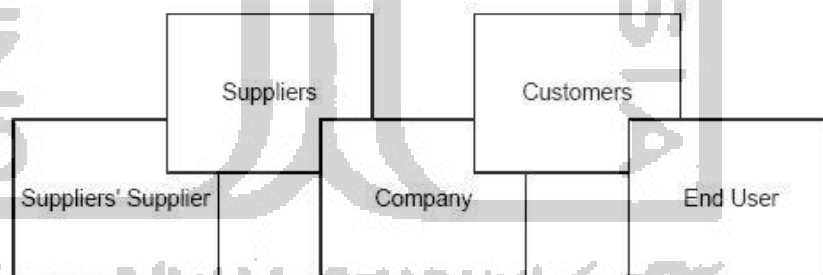 Suppliers
Customers
Suppliers' Supplier
Company
End User